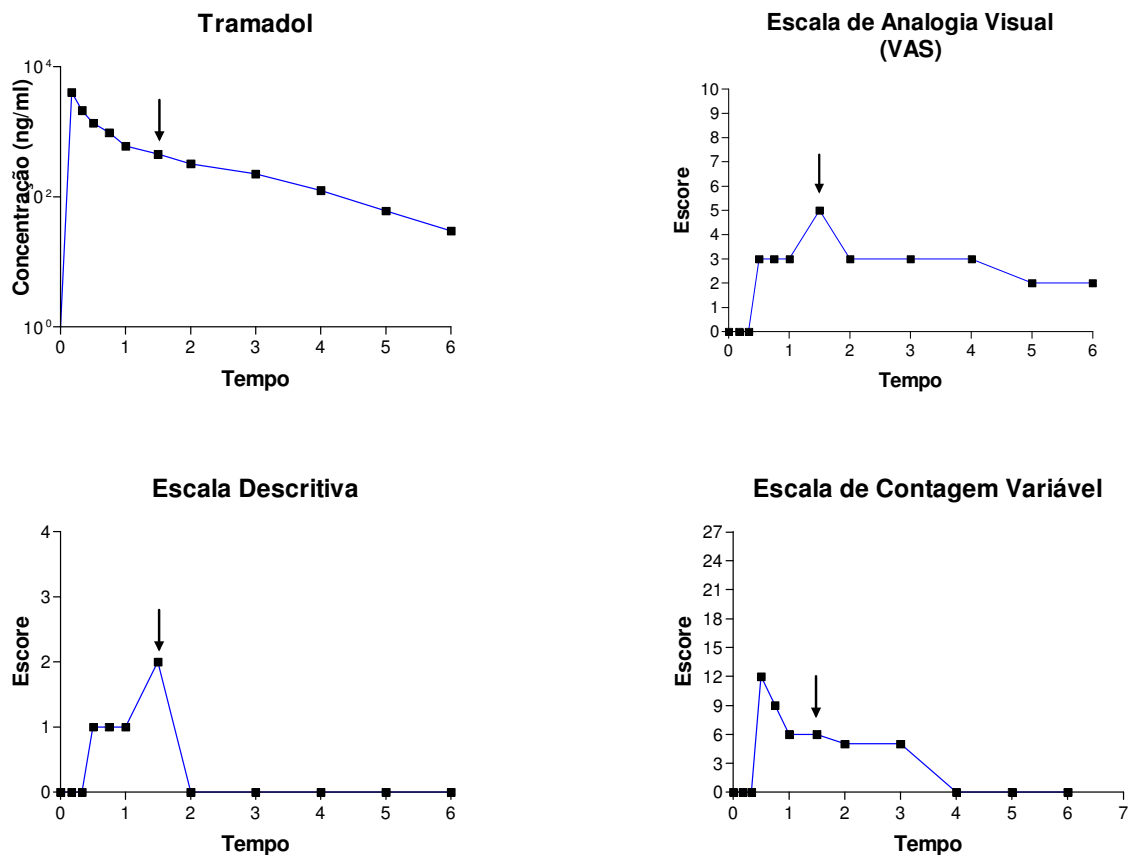 Tramadol
Concentração (ng/ml)
10⁴
10²
10⁰
0 1 2 3 4 5 6
Tempo
Escala de Analogia Visual
(VAS)
Escore
10
9
8
7
6
5
4
3
2
1
0
0 1 2 3 4 5 6
Tempo
Escala Descritiva
Escore
4
3
2
1
0
0 1 2 3 4 5 6
Tempo
Escala de Contagem Variável
Escore
27
24
21
18
15
12
9
6
3
0
0 1 2 3 4 5 6 7
Tempo